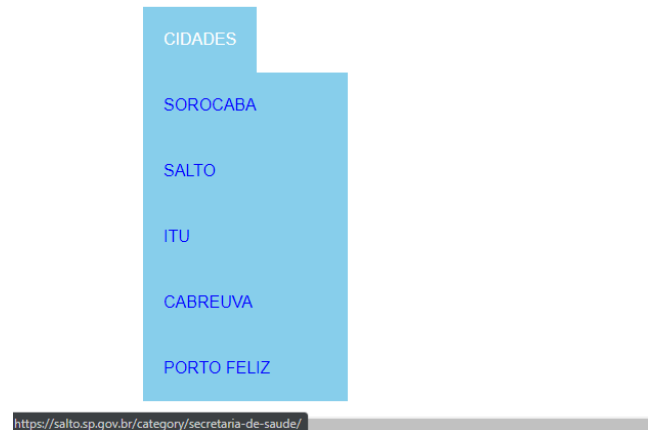 CIDADES
SOROCABA
SALTO
ITU
CABREUVA
PORTO FELIZ
https://salto.sp.gov.br/category/secretaria-de-saude/